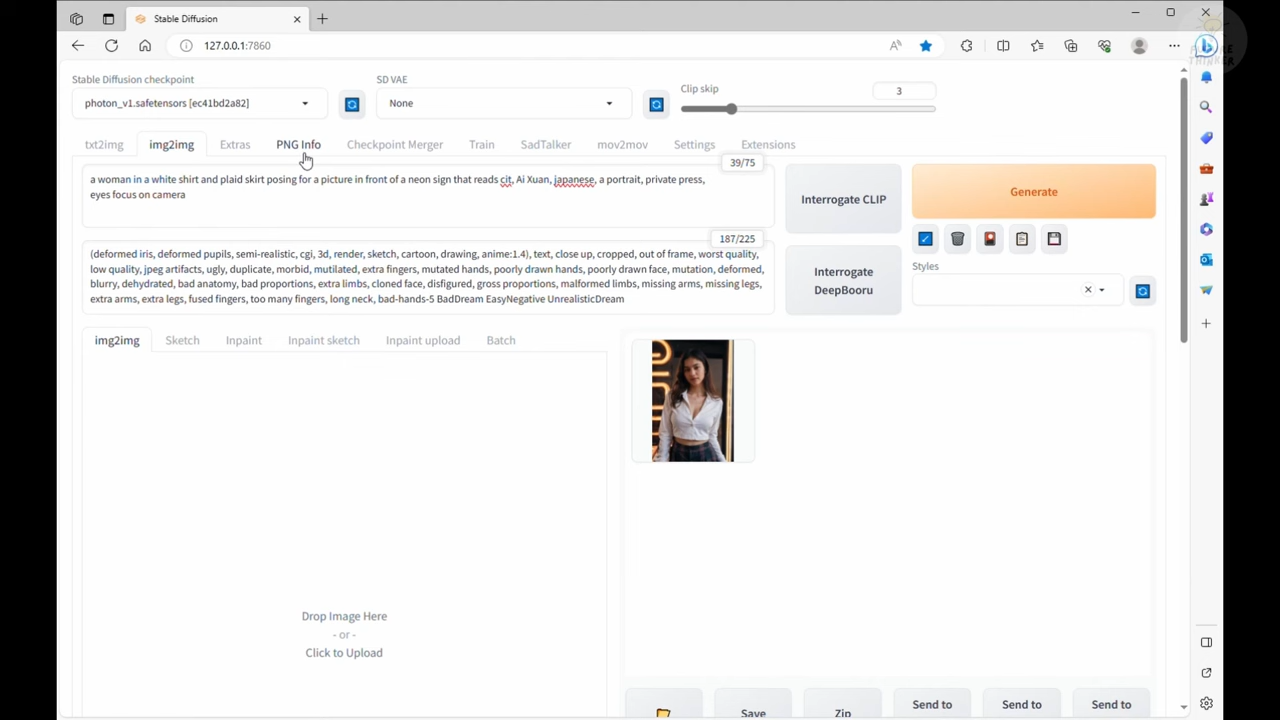 Stable Diffusion
127.0.0.1:7860
Stable Diffusion checkpoint
SD VAE
Clip skip
3
photon_v1.safetensors [ec41bd2a82]
None
txt2img
img2img
Extras
PNG Info
Checkpoint Merger
Train
SadTalker
mov2mov
Settings
Extensions
39/75
a woman in a white shirt and plaid skirt posing for a picture in front of a neon sign that reads cli, Ai Xuan, japanese, a portrait, private press,
eyes focus on camera
Interrogate CLIP
Generate
187/225
(deformed iris, deformed pupils, semi-realistic, cgi, 3d, render, sketch, cartoon, drawing, anime:1.4), text, close up, cropped, out of frame, worst quality,
low quality, jpeg artifacts, ugly, duplicate, morbid, mutilated, extra fingers, mutated hands, poorly drawn hands, poorly drawn face, mutation, deformed,
blurry, dehydrated, bad anatomy, bad proportions, extra limbs, cloned face, disfigured, gross proportions, malformed limbs, missing arms, missing legs,
extra arms, extra legs, fused fingers, too many fingers, long neck, bad-hands-5 BadDream EasyNegative UnrealisticDream
Interrogate
DeepBooru
Styles
img2img
Sketch
Inpaint
Inpaint sketch
Inpaint upload
Batch
Drop Image Here
- or -
Click to Upload
Save
Zip
Send to
Send to
Send to